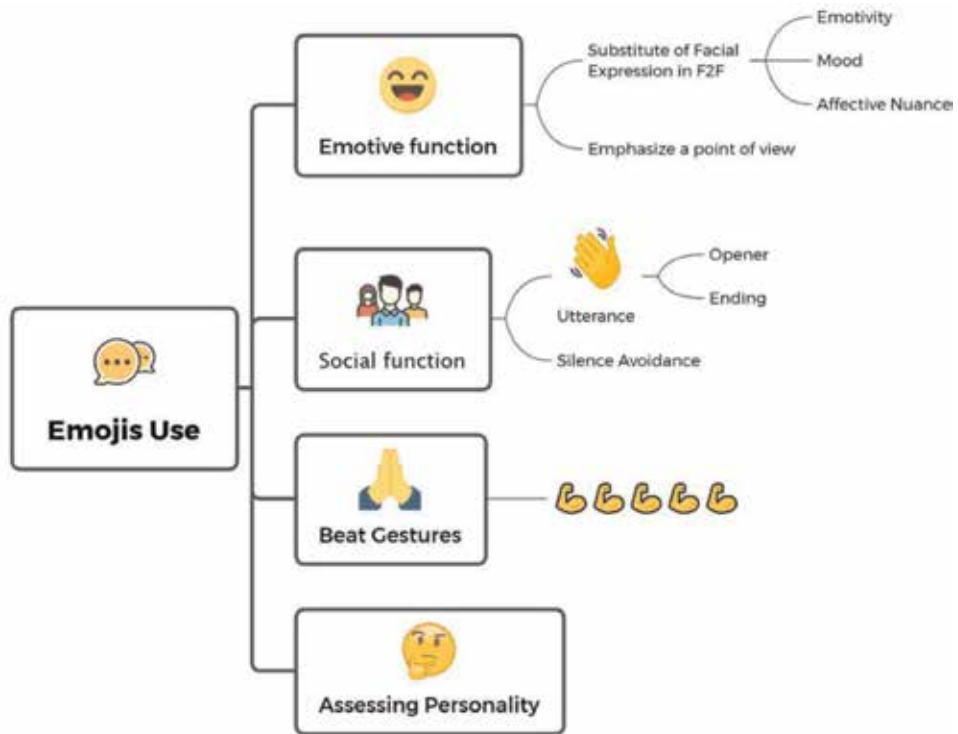 Emojis Use
Emotive function
Substitute of Facial
Expression in F2F
Emotivity
Mood
Affective Nuance
Emphasize a point of view
Social function
Utterance
Opener
Ending
Silence Avoidance
Beat Gestures
Assessing Personality